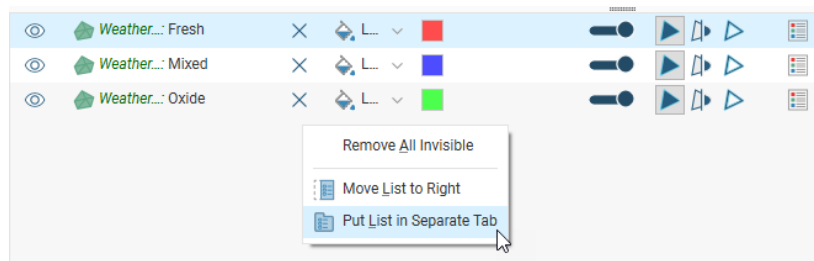 Weather...: Fresh L...
Weather...: Mixed L...
Weather...: Oxide L...
Remove All Invisible
Move List to Right
Put List in Separate Tab